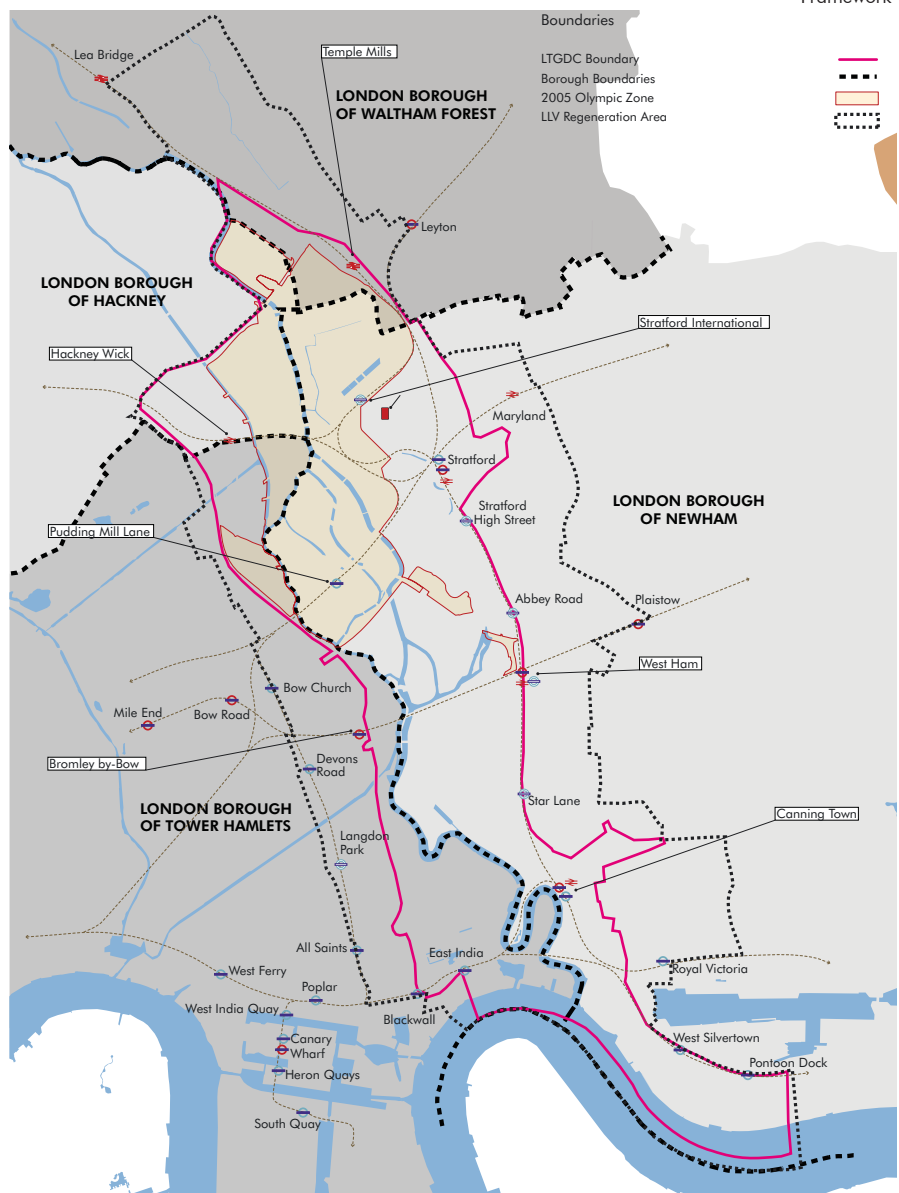 Framework
Boundaries
LTGDC Boundary
Borough Boundaries
2005 Olympic Zone
LLV Regeneration Area
Lea Bridge
Temple Mills
LONDON BOROUGH
OF WALTHAM FOREST
Leyton
LONDON BOROUGH
OF HACKNEY
Stratford International
Hackney Wick
Maryland
Stratford
LONDON BOROUGH
OF NEWHAM
Stratford
High Street
Pudding Mill Lane
Abbey Road
Plaistow
West Ham
Bow Church
Mile End
Bow Road
Bromley by-Bow
Devons
Road
LONDON BOROUGH
OF TOWER HAMLETS
Star Lane
Canning Town
Langdon
Park
All Saints
East India
West Ferry
Royal Victoria
Poplar
West India Quay
Blackwall
Canary
Wharf
West Silvertown
Heron Quays
Pontoon Dock
South Quay